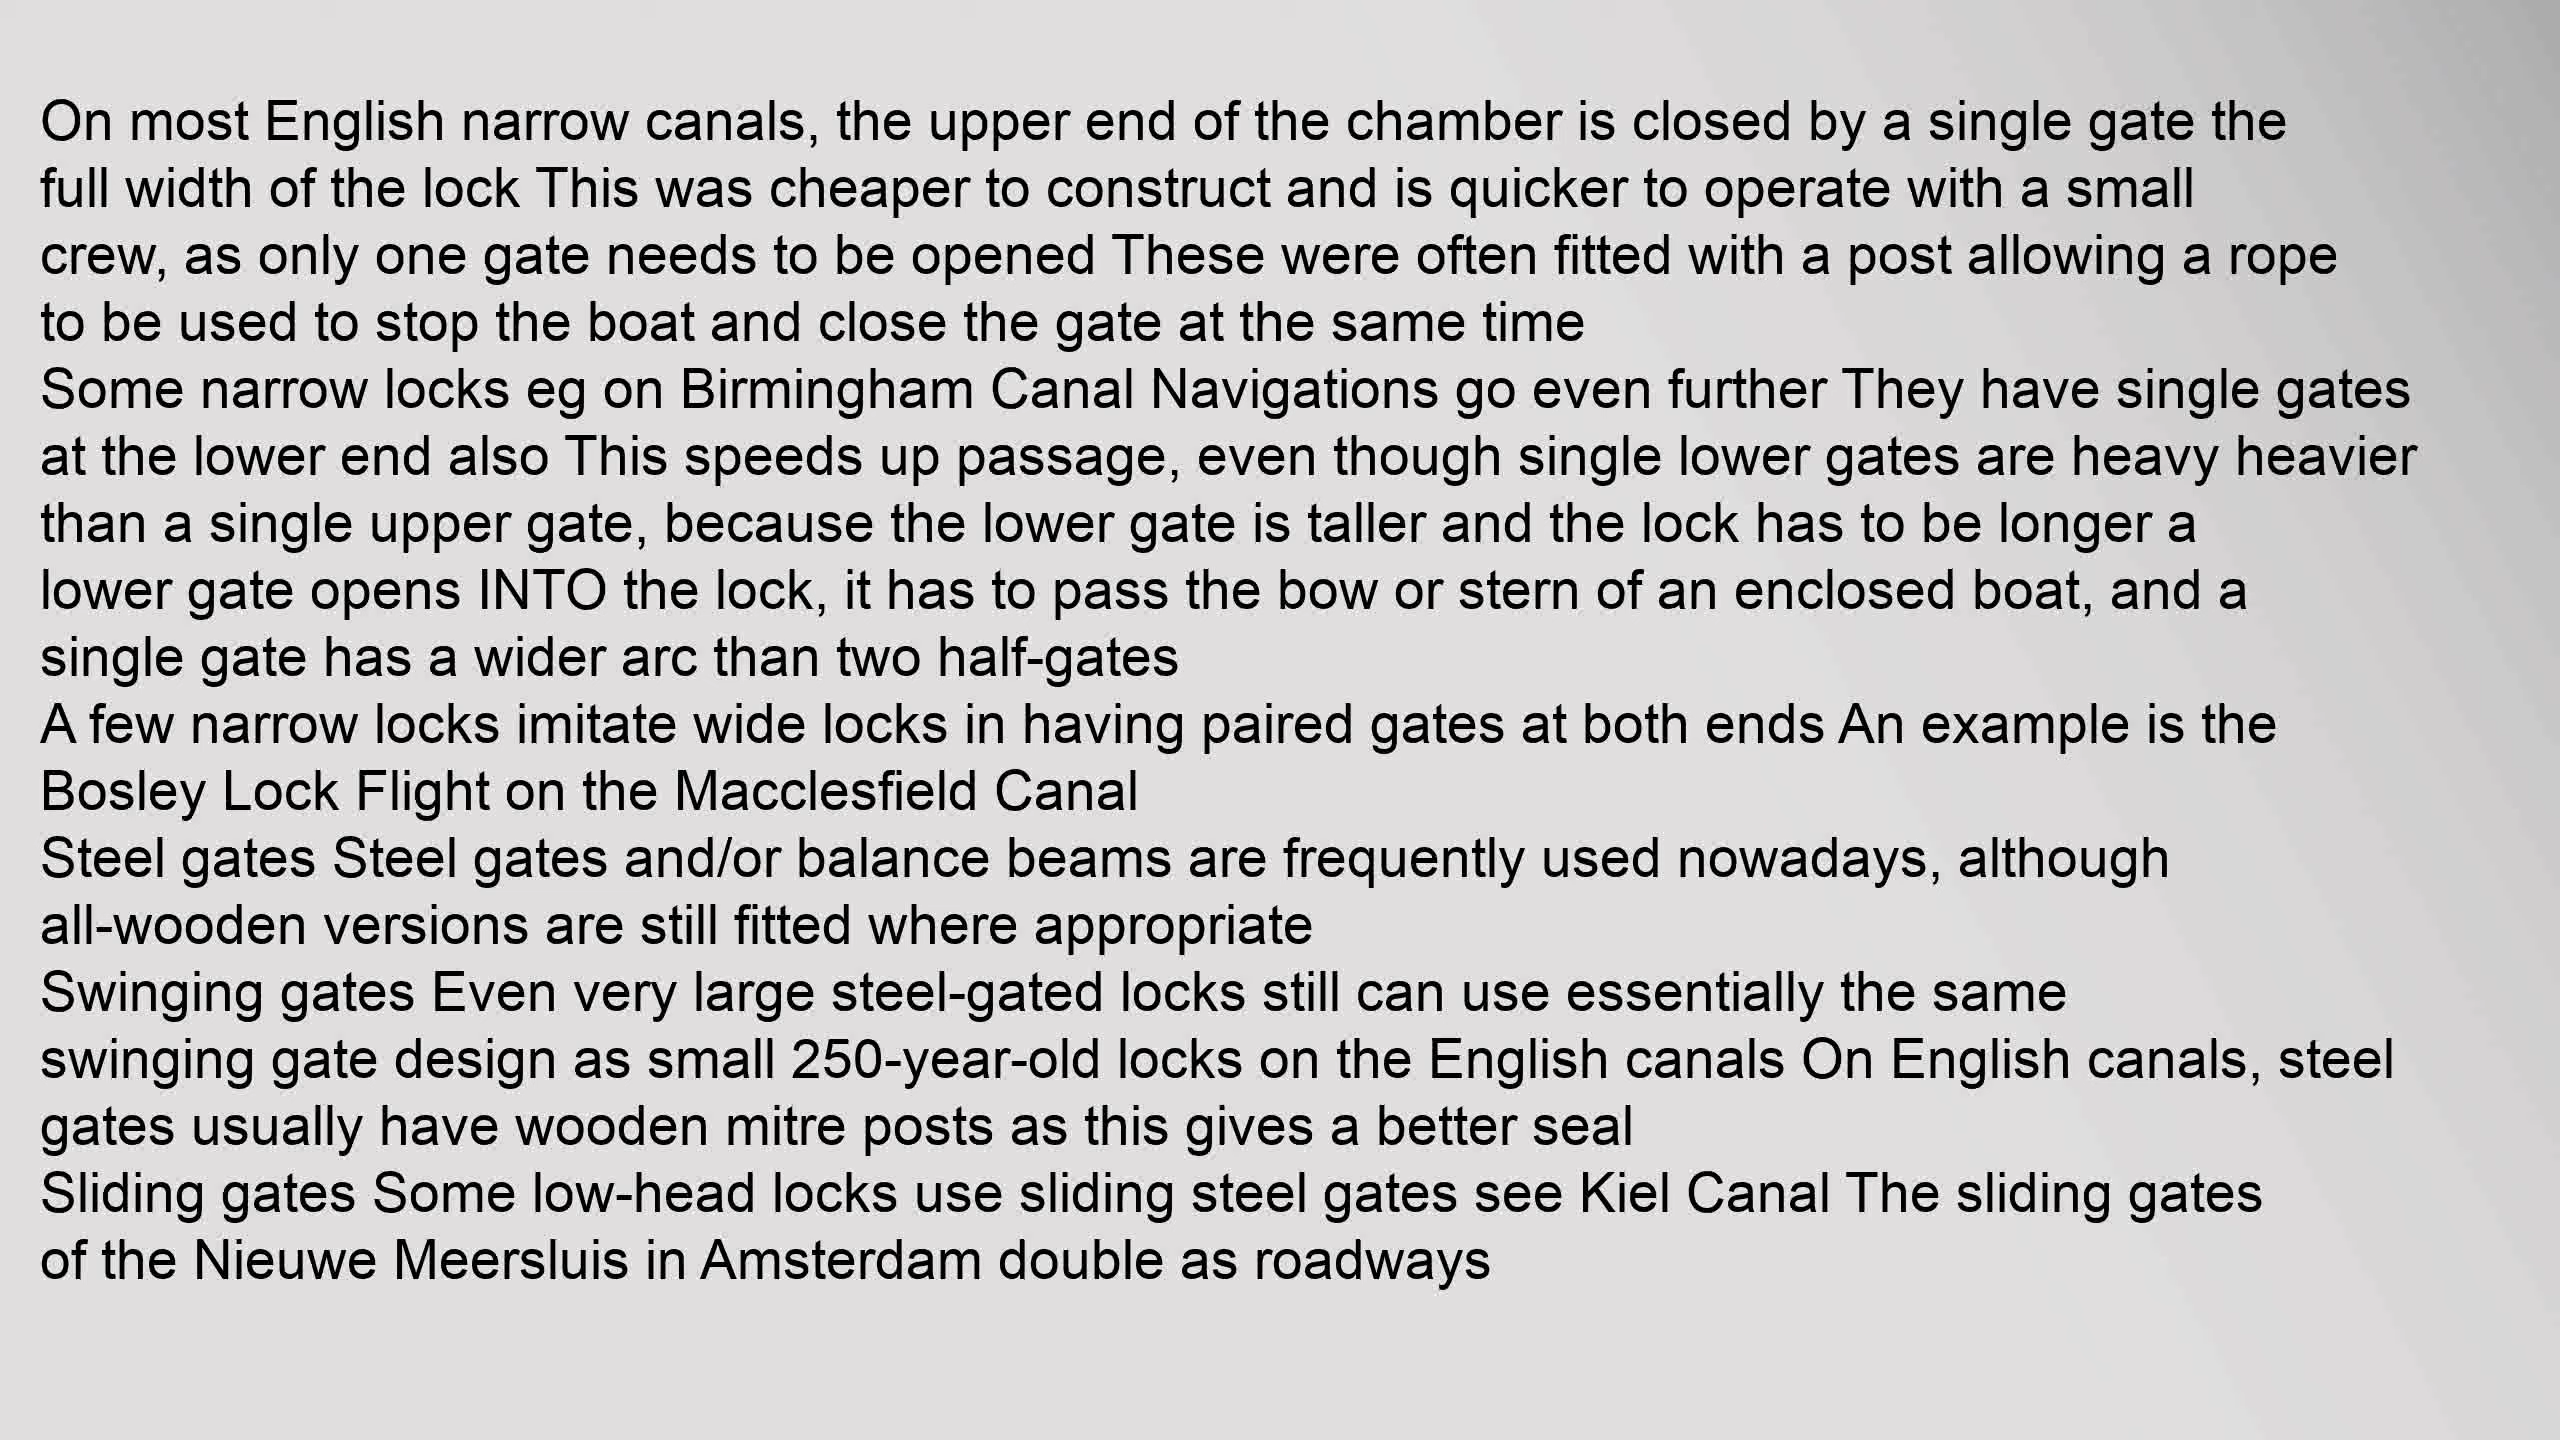 On most English narrow canals, the upper end of the chamber is closed by a single gate the
full width of the lock This was cheaper to construct and is quicker to operate with a small
crew, as only one gate needs to be opened These were often fitted with a post allowing a rope
to be used to stop the boat and close the gate at the same time
Some narrow locks eg on Birmingham Canal Navigations go even further They have single gates
at the lower end also This speeds up passage, even though single lower gates are heavy heavier
than a single upper gate, because the lower gate is taller and the lock has to be longer a
lower gate opens INTO the lock, it has to pass the bow or stern of an enclosed boat, and a
single gate has a wider arc than two half-gates
A few narrow locks imitate wide locks in having paired gates at both ends An example is the
Bosley Lock Flight on the Macclesfield Canal
Steel gates Steel gates and/or balance beams are frequently used nowadays, although
all-wooden versions are still fitted where appropriate
Swinging gates Even very large steel-gated locks still can use essentially the same
swinging gate design as small 250-year-old locks on the English canals On English canals, steel
gates usually have wooden mitre posts as this gives a better seal
Sliding gates Some low-head locks use sliding steel gates see Kiel Canal The sliding gates
of the Nieuwe Meersluis in Amsterdam double as roadways